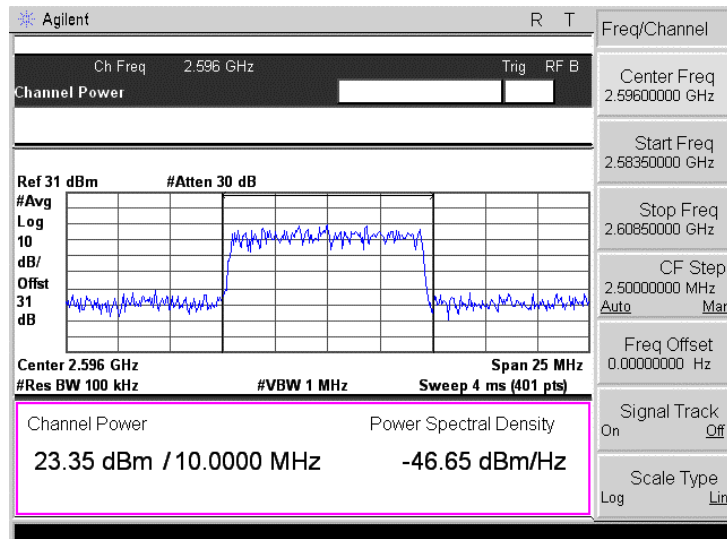 Agilent
R T
Freq/Channel
Ch Freq 2.596 GHz
Trig RF B
Channel Power
Center Freq
2.59600000 GHz
Start Freq
2.58350000 GHz
Stop Freq
2.60850000 GHz
CF Step
2.50000000 MHz
Auto Man
Freq Offset
0.00000000 Hz
Signal Track
On Off
Scale Type
Log Lin
Ref 31 dBm #Atten 30 dB
#Avg
Log
10
dB/
Offst
31
dB
Center 2.596 GHz Span 25 MHz
#Res BW 100 kHz #VBW 1 MHz Sweep 4 ms (401 pts)
Channel Power
23.35 dBm / 10.0000 MHz
Power Spectral Density
-46.65 dBm/Hz